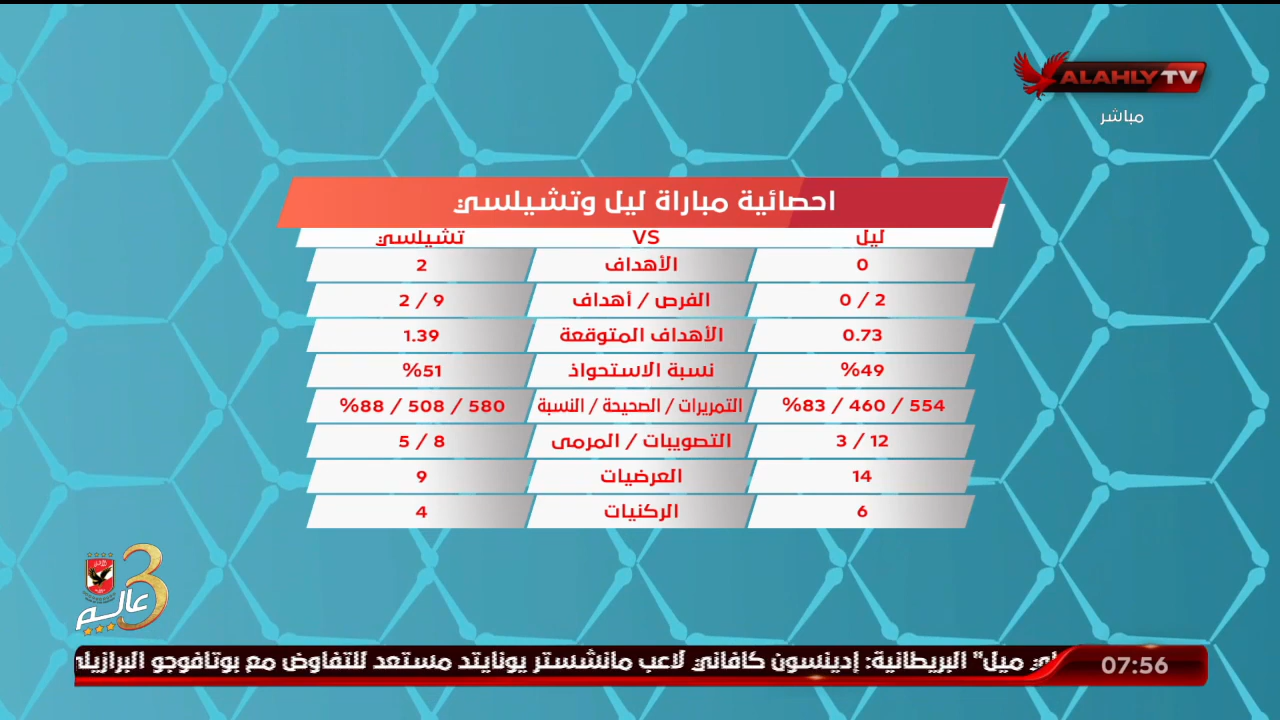 ALAHLY TV
مباشر
احصائية مباراة ليل وتشيلسي
ليل VS تشيلسي
0 الأهداف 2
0 / 2 الفرص / أهداف 2 / 9
0.73 الأهداف المتوقعة 1.39
%49 نسبة الاستحواذ %51
%83 / 460 / 554 التمريرات / الصحيحة / النسبة %88 / 508 / 580
3 / 12 التصويبات / المرمى 5 / 8
14 العرضيات 9
6 الركنيات 4
3 عالم
07:56 ميل" البريطانية: إدينسون كافاني لاعب مانشستر يونايتد مستعد للتفاوض مع بوتافوجو